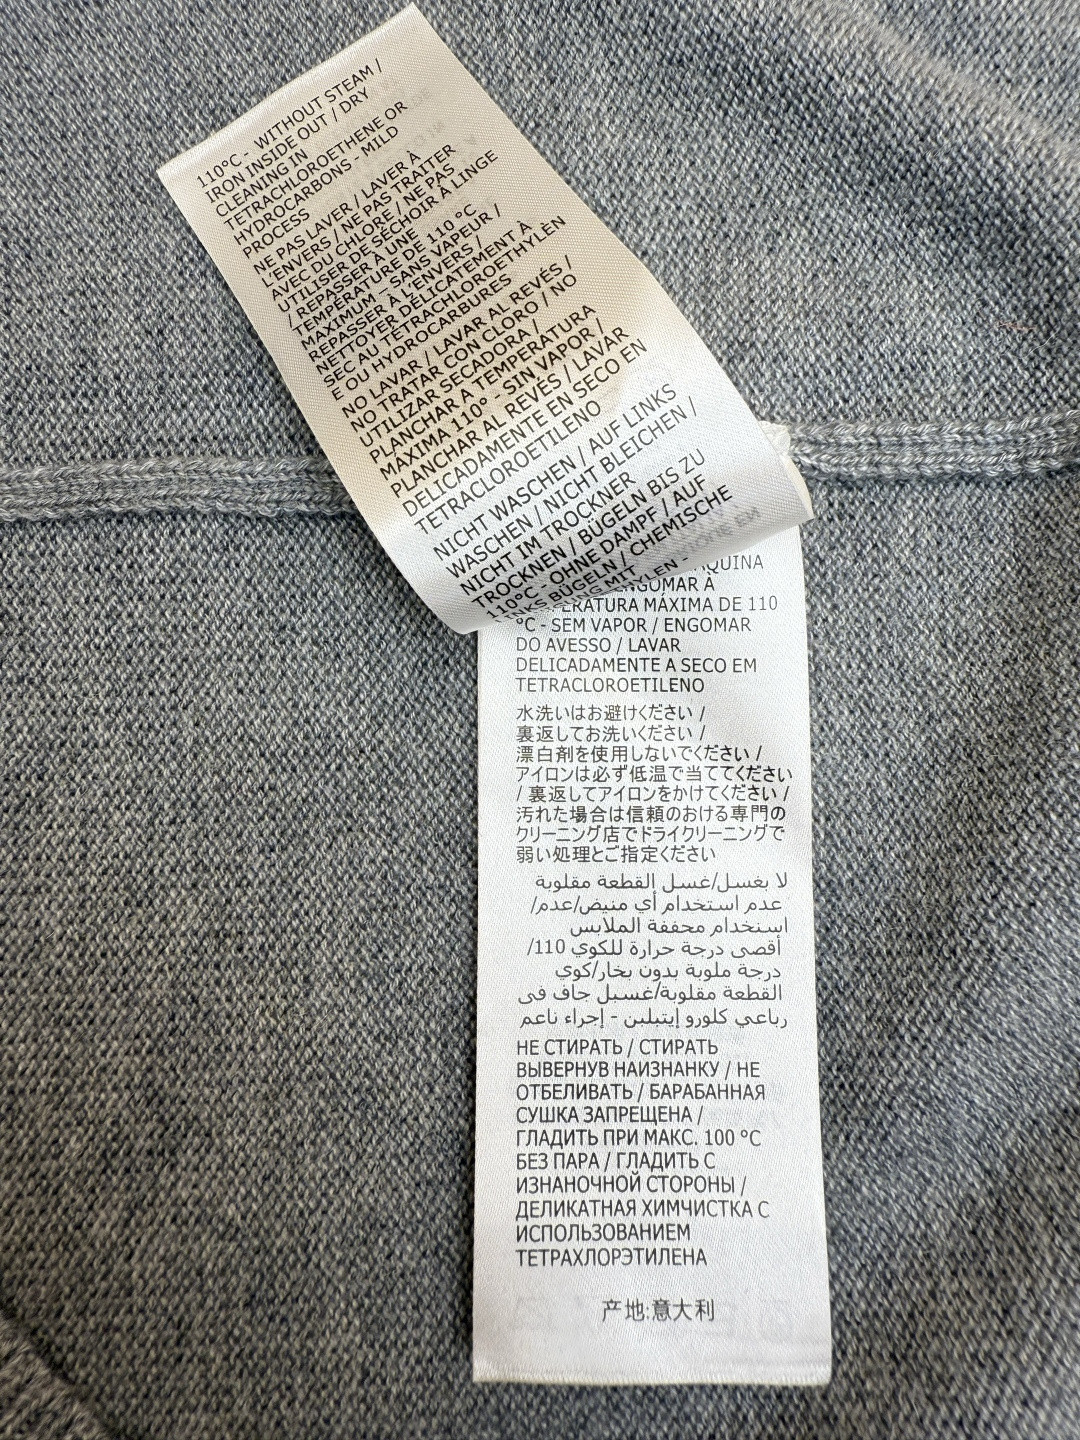 110°C - WITHOUT STEAM /
IRON INSIDE OUT / DRY
CLEANING IN
TETRACHLOROETHENE OR
HYDROCARBONS - MILD
PROCESS
NE PAS LAVER / LAVER À
L'ENVERS / NE PAS TRAITER
AVEC DU CHLORE / NE PAS
UTILISER DE SÉCHOIR À LINGE
/ REPASSER À UNE
TEMPÉRATURE DE 110 °C
MAXIMUM - SANS VAPEUR /
REPASSER À L'ENVERS /
NETTOYER DÉLICATEMENT À
SEC AU TÉTRACHLOROETHYLÈN
E OU HYDROCARBURES
NO LAVAR / LAVAR AL REVÉS /
NO TRATAR CON CLORO / NO
UTILIZAR SECADORA /
PLANCHAR A TEMPERATURA
MÁXIMA 110° - SIN VAPOR /
PLANCHAR AL REVÉS / LAVAR
DELICADAMENTE EN SECO EN
TETRACLOROETILENO
NICHT WASCHEN / AUF LINKS
WASCHEN / NICHT BLEICHEN /
NICHT IM TROCKNER
TROCKNEN / BÜGELN BIS ZU
110°C - OHNE DAMPF / AUF
BÜGELN / CHEMISCHE
MIT
ENGOMAR À
MÁXIMA DE 110
°C - SEM VAPOR / ENGOMAR
DO AVESSO / LAVAR
DELICADAMENTE A SECO EM
TETRACLOROETILENO
水洗いはお避けください /
裏返してお洗いください /
漂白剤を使用しないでください /
アイロンは必ず低温で当ててください
/ 裏返してアイロンをかけてください /
汚れた場合は信頼のおける専門の
クリーニング店でドライクリーニングで
弱い処理とご指定ください
لا يغسل/غسل القطعة مقلوبة
عدم استخدام أي منيض/عدم/
استخدام محففة الملابس
أقصى درجة حرارة للكوي 110/
درجة ملوبة بدون بخار/كوي
القطعة مقلوبة/غسيل جاف في
رباعي كلورو إيتيلين - إجراء ناعم
НЕ СТИРАТЬ / СТИРАТЬ
ВЫВЕРНУВ НАИЗНАНКУ / НЕ
ОТБЕЛИВАТЬ / БАРАБАННАЯ
СУШКА ЗАПРЕЩЕНА /
ГЛАДИТЬ ПРИ МАКС. 100 °C
БЕЗ ПАРА / ГЛАДИТЬ С
ИЗНАНОЧНОЙ СТОРОНЫ /
ДЕЛИКАТНАЯ ХИМЧИСТКА С
ИСПОЛЬЗОВАНИЕМ
ТЕТРАХЛОРЭТИЛЕНА
产地:意大利